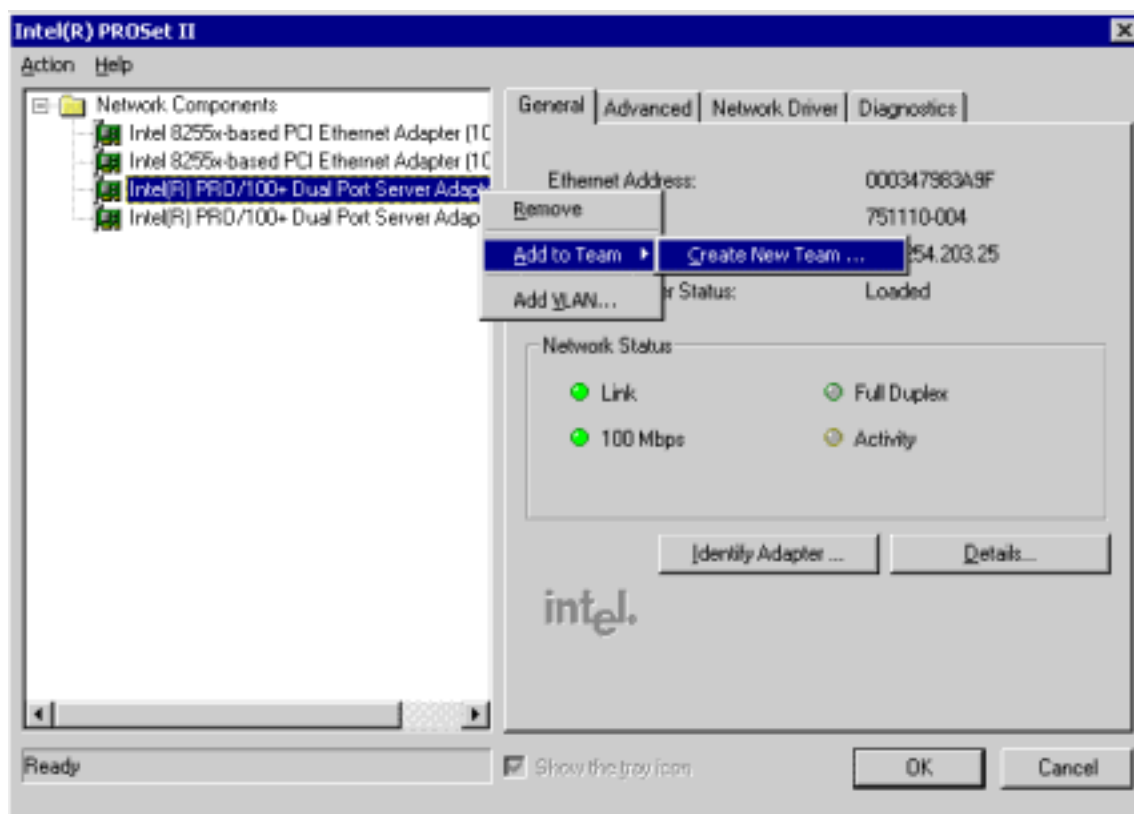 Intel(R) PROSet II
Action Help
Network Components
Intel 8255x-based PCI Ethernet Adapter (10
Intel 8255x-based PCI Ethernet Adapter (10
Intel(R) PRO/100+ Dual Port Server Adapt
Intel(R) PRO/100+ Dual Port Server Adap
General Advanced Network Driver Diagnostics
Ethernet Address: 000347983A9F
751110-004
54.203.25
r Status: Loaded
Remove
Add to Team Create New Team ...
Add VLAN...
Network Status
Link Full Duplex
100 Mbps Activity
Identify Adapter ... Details...
intel.
Ready
Show the tray icon
OK Cancel